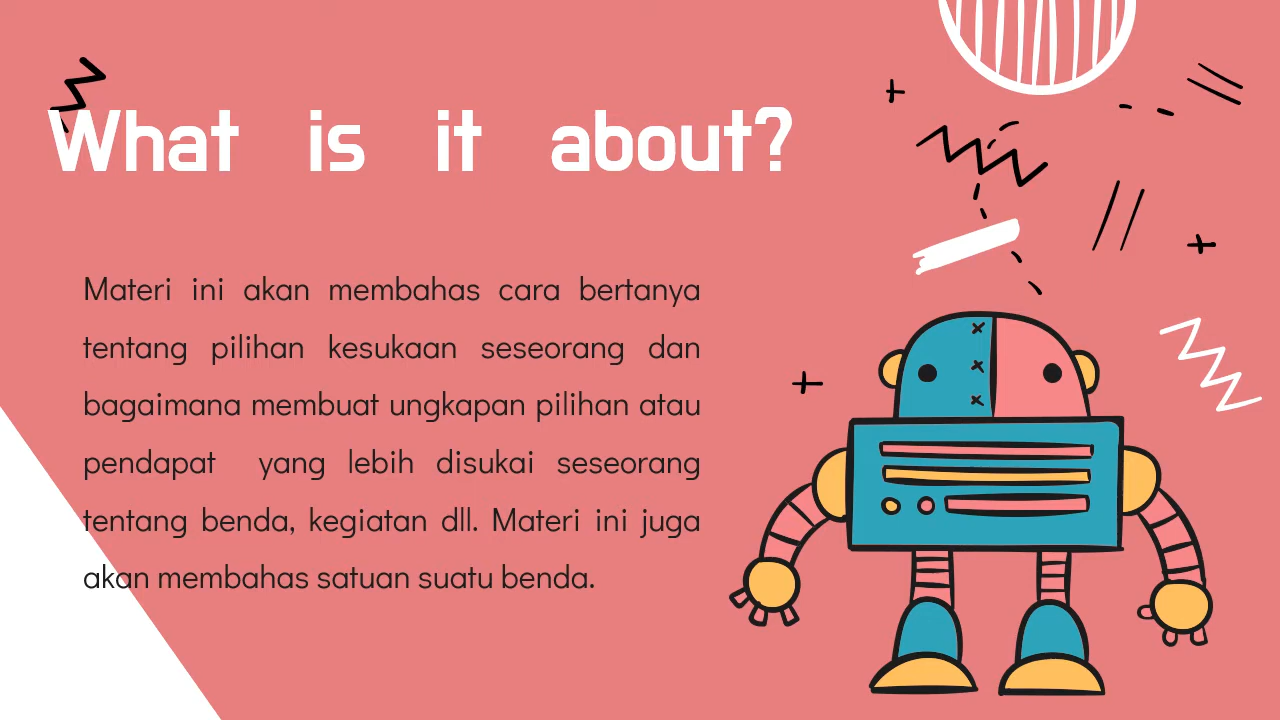 What is it about?
Materi ini akan membahas cara bertanya
tentang pilihan kesukaan seseorang dan
bagaimana membuat ungkapan pilihan atau
pendapat yang lebih disukai seseorang
tentang benda, kegiatan dll. Materi ini juga
akan membahas satuan suatu benda.